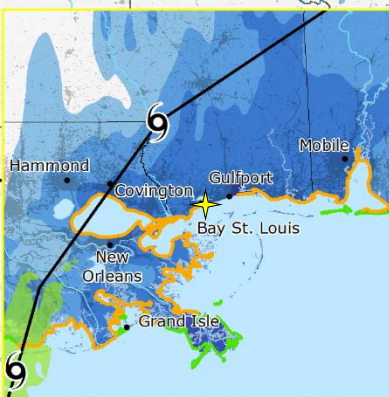 Mobile
Hammond
Gulfport
Covington
Bay St. Louis
New
Orleans
Grand Isle